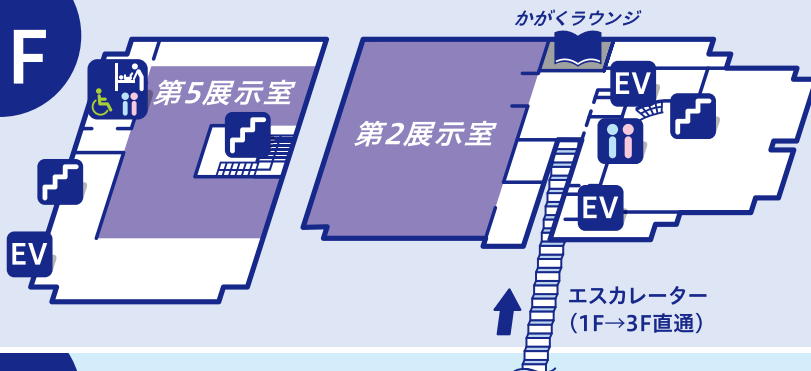 F
かがくラウンジ
第5展示室
EV
第2展示室
EV
EV
エスカレーター
（1F→3F直通）